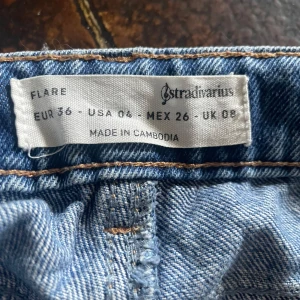 FLARE stradivarius
EUR 36 - USA 04 - MEX 26 - UK 08
MADE IN CAMBODIA